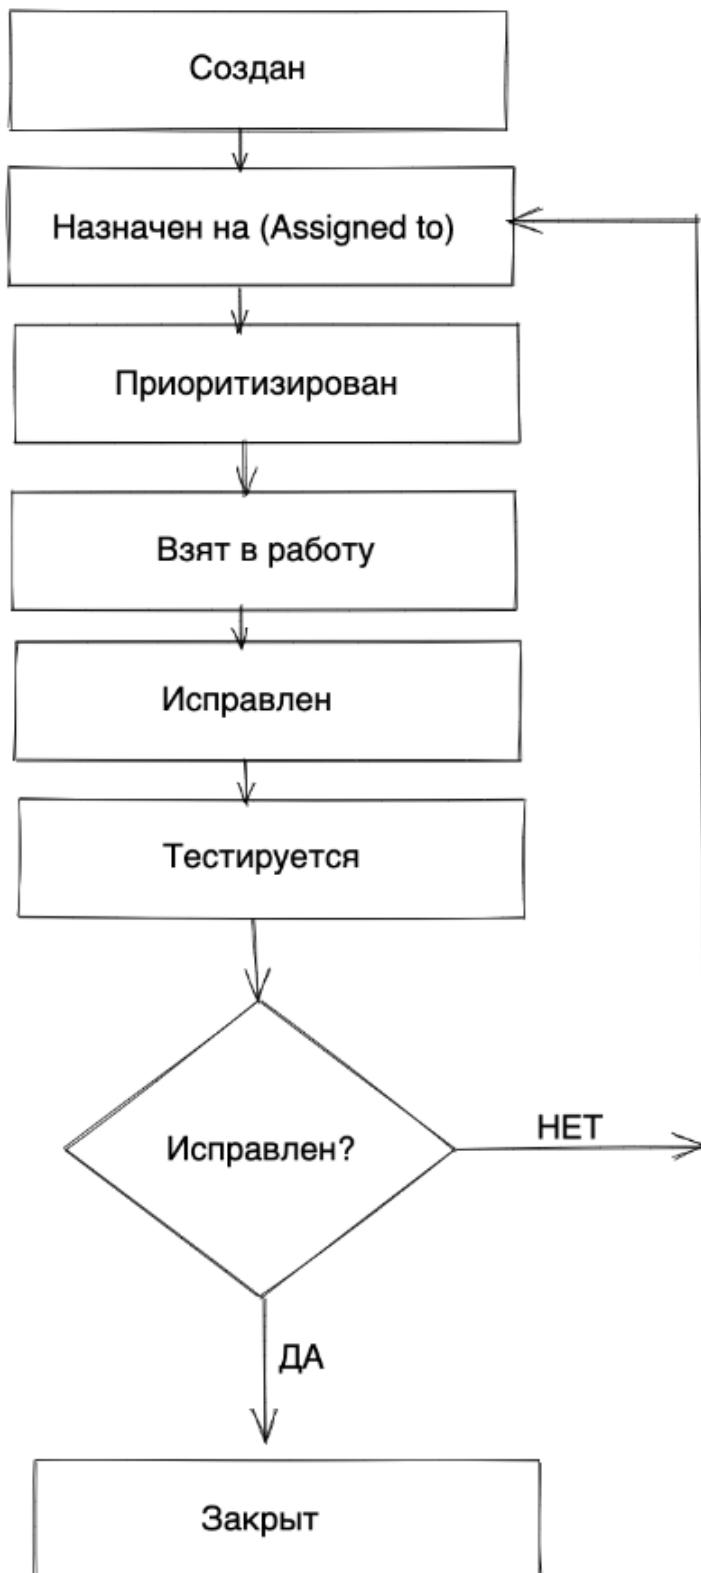 Создан
Назначен на (Assigned to)
Приоритизирован
Взят в работу
Исправлен
Тестируется
Исправлен?
НЕТ
ДА
Закрыт